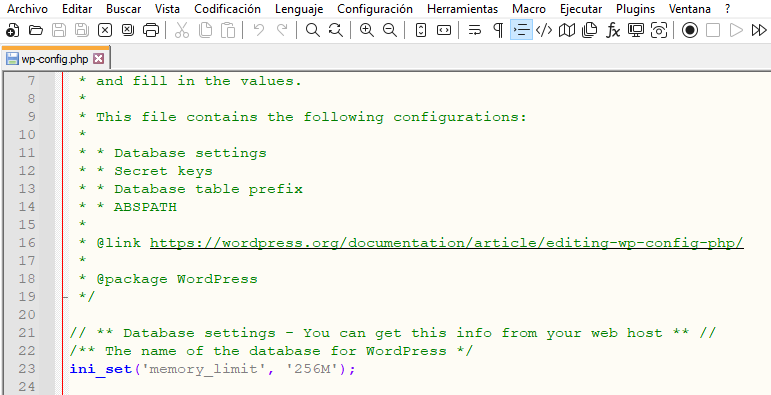 Archivo Editar Buscar Vista Codificación Lenguaje Configuración Herramientas Macro Ejecutar Plugins Ventana ?
wp-config.php
7 * and fill in the values.
8 *
9 * This file contains the following configurations:
10 *
11 * * Database settings
12 * * Secret keys
13 * * Database table prefix
14 * * ABSPATH
15 *
16 * @link https://wordpress.org/documentation/article/editing-wp-config-php/
17 *
18 * @package WordPress
19 */
20
21 // ** Database settings - You can get this info from your web host ** //
22 /** The name of the database for WordPress */
23 ini_set('memory_limit', '256M');
24